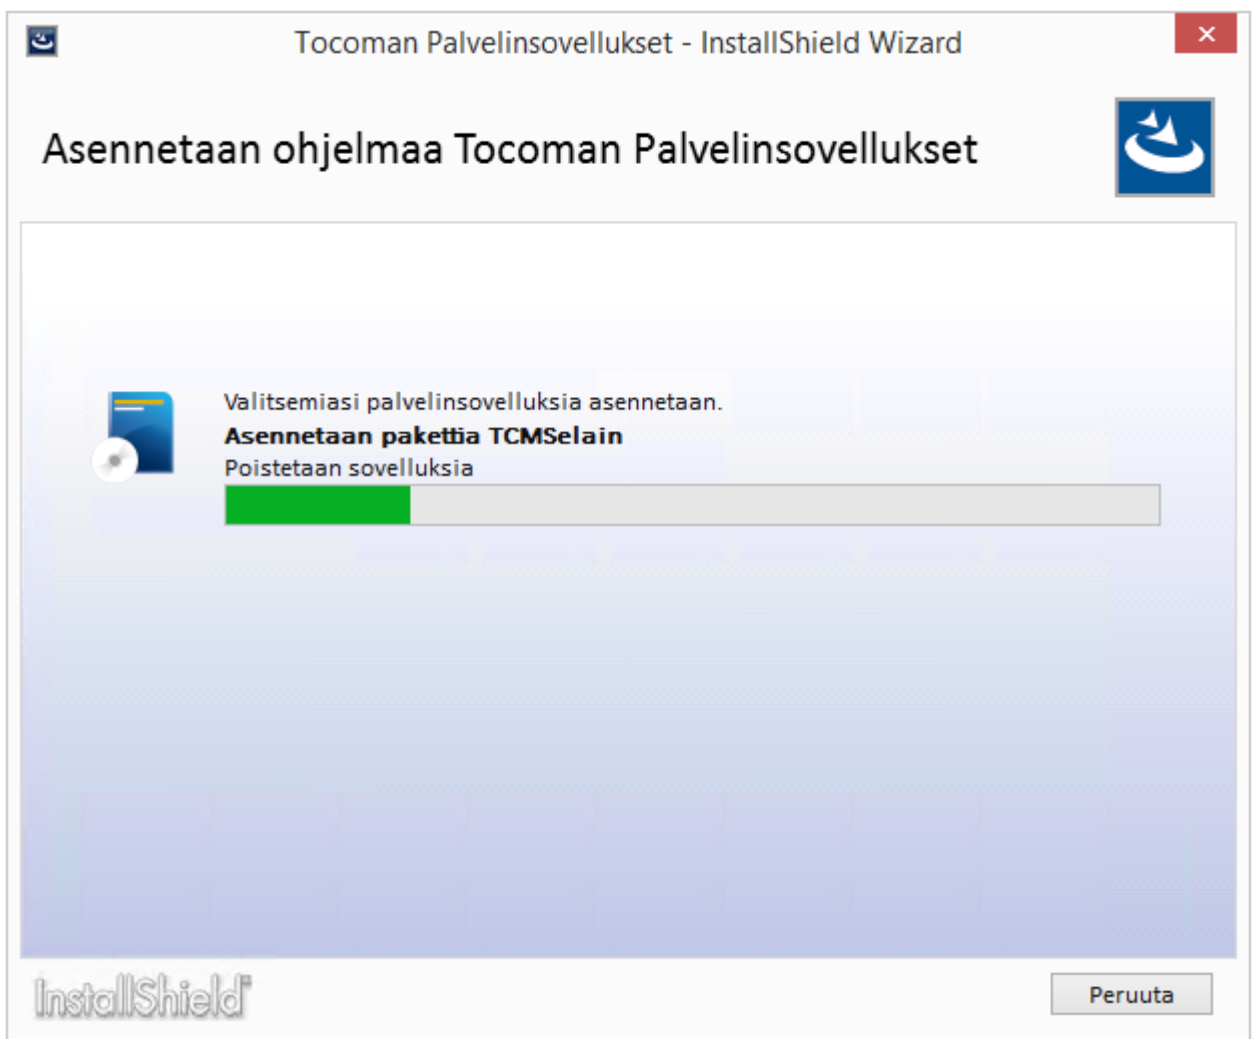 Tocoman Palvelinsovellukset - InstallShield Wizard
Asennetaan ohjelmaa Tocoman Palvelinsovellukset
Valitsemiasi palvelinsovelluksia asennetaan.
Asennetaan pakettia TCMSelain
Poistetaan sovelluksia
InstallShield
Peruuta